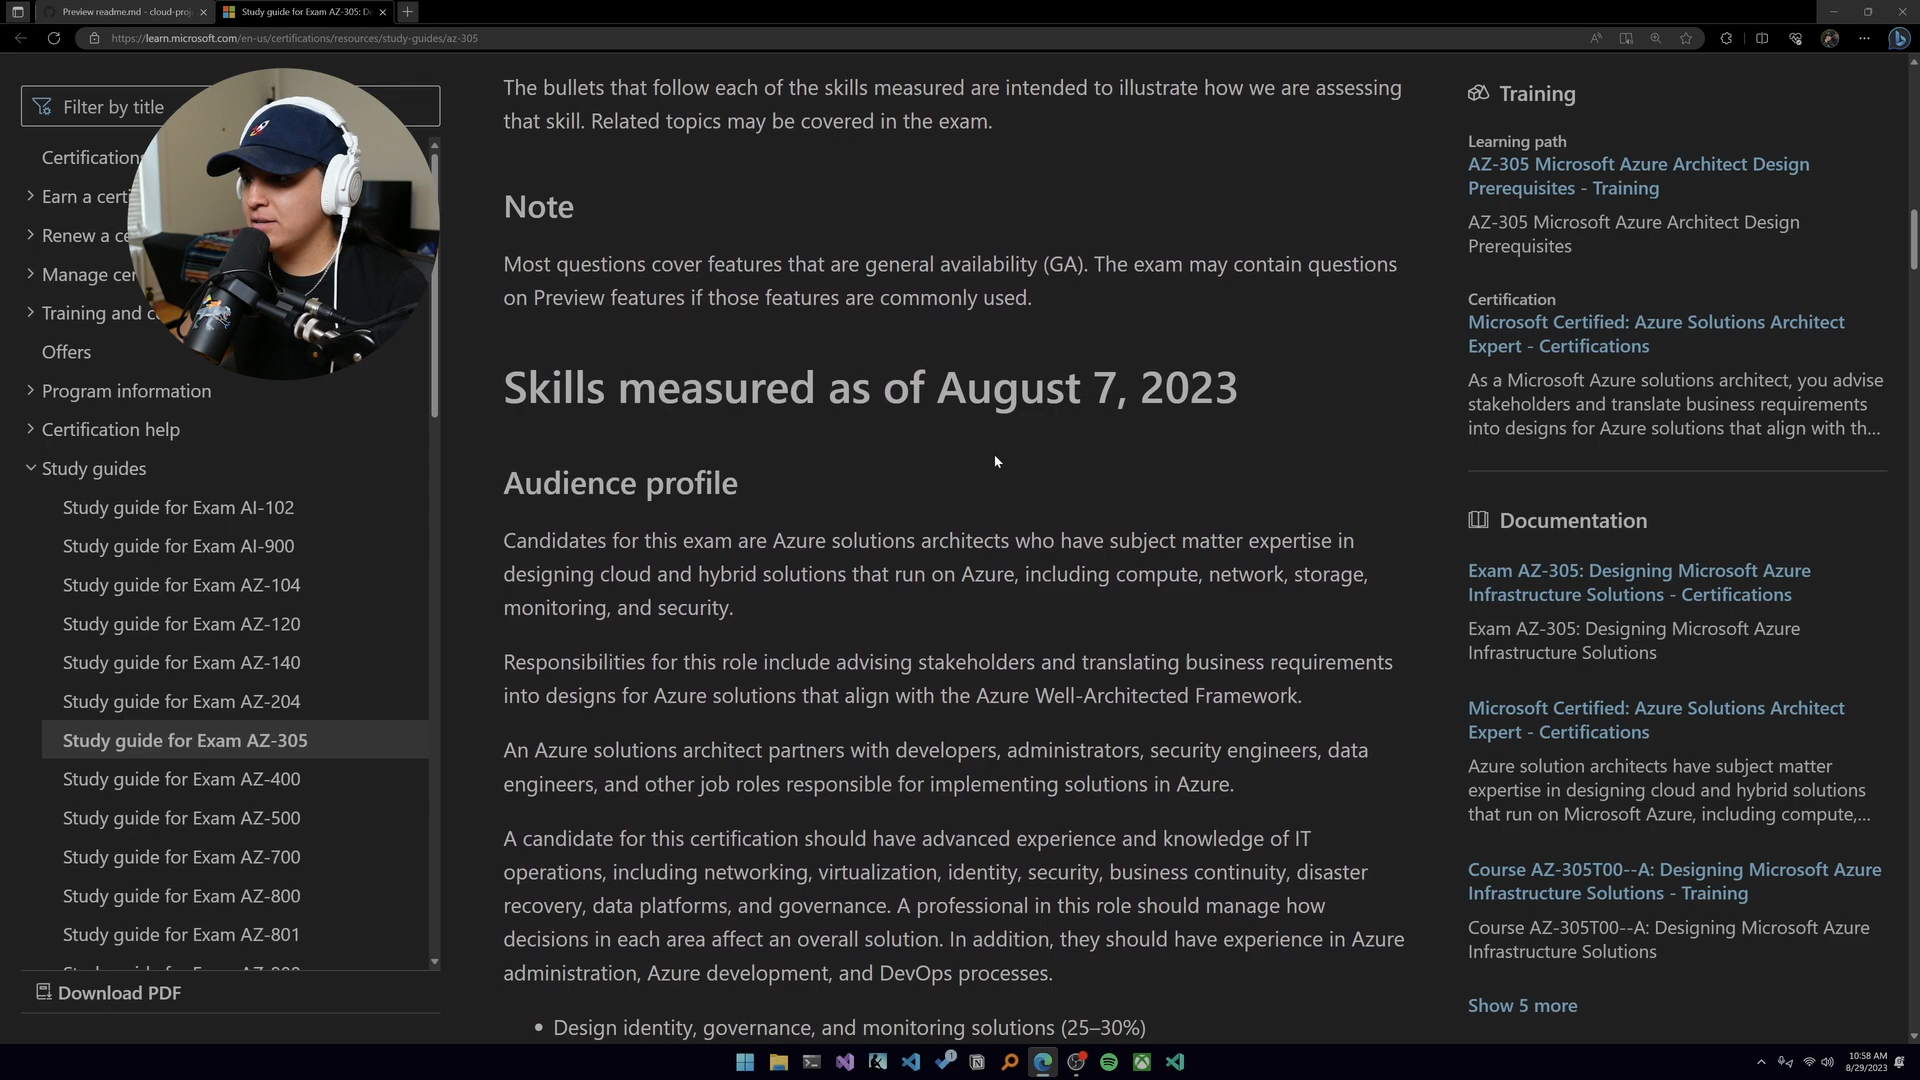 Preview readme.md - cloud-proj
Study guide for Exam AZ-305: De
https://learn.microsoft.com/en-us/certifications/resources/study-guides/az-305
Filter by title
Certification
Earn a certi
Renew a ce
Manage cer
Training and c
Offers
Program information
Certification help
Study guides
Study guide for Exam AI-102
Study guide for Exam AI-900
Study guide for Exam AZ-104
Study guide for Exam AZ-120
Study guide for Exam AZ-140
Study guide for Exam AZ-204
Study guide for Exam AZ-305
Study guide for Exam AZ-400
Study guide for Exam AZ-500
Study guide for Exam AZ-700
Study guide for Exam AZ-800
Study guide for Exam AZ-801
Download PDF
The bullets that follow each of the skills measured are intended to illustrate how we are assessing
that skill. Related topics may be covered in the exam.
Note
Most questions cover features that are general availability (GA). The exam may contain questions
on Preview features if those features are commonly used.
Skills measured as of August 7, 2023
Audience profile
Candidates for this exam are Azure solutions architects who have subject matter expertise in
designing cloud and hybrid solutions that run on Azure, including compute, network, storage,
monitoring, and security.
Responsibilities for this role include advising stakeholders and translating business requirements
into designs for Azure solutions that align with the Azure Well-Architected Framework.
An Azure solutions architect partners with developers, administrators, security engineers, data
engineers, and other job roles responsible for implementing solutions in Azure.
A candidate for this certification should have advanced experience and knowledge of IT
operations, including networking, virtualization, identity, security, business continuity, disaster
recovery, data platforms, and governance. A professional in this role should manage how
decisions in each area affect an overall solution. In addition, they should have experience in Azure
administration, Azure development, and DevOps processes.
• Design identity, governance, and monitoring solutions (25–30%)
Training
Learning path
AZ-305 Microsoft Azure Architect Design
Prerequisites - Training
AZ-305 Microsoft Azure Architect Design
Prerequisites
Certification
Microsoft Certified: Azure Solutions Architect
Expert - Certifications
As a Microsoft Azure solutions architect, you advise
stakeholders and translate business requirements
into designs for Azure solutions that align with th...
Documentation
Exam AZ-305: Designing Microsoft Azure
Infrastructure Solutions - Certifications
Exam AZ-305: Designing Microsoft Azure
Infrastructure Solutions
Microsoft Certified: Azure Solutions Architect
Expert - Certifications
Azure solution architects have subject matter
expertise in designing cloud and hybrid solutions
that run on Microsoft Azure, including compute,...
Course AZ-305T00--A: Designing Microsoft Azure
Infrastructure Solutions - Training
Course AZ-305T00--A: Designing Microsoft Azure
Infrastructure Solutions
Show 5 more
10:58 AM
8/29/2023